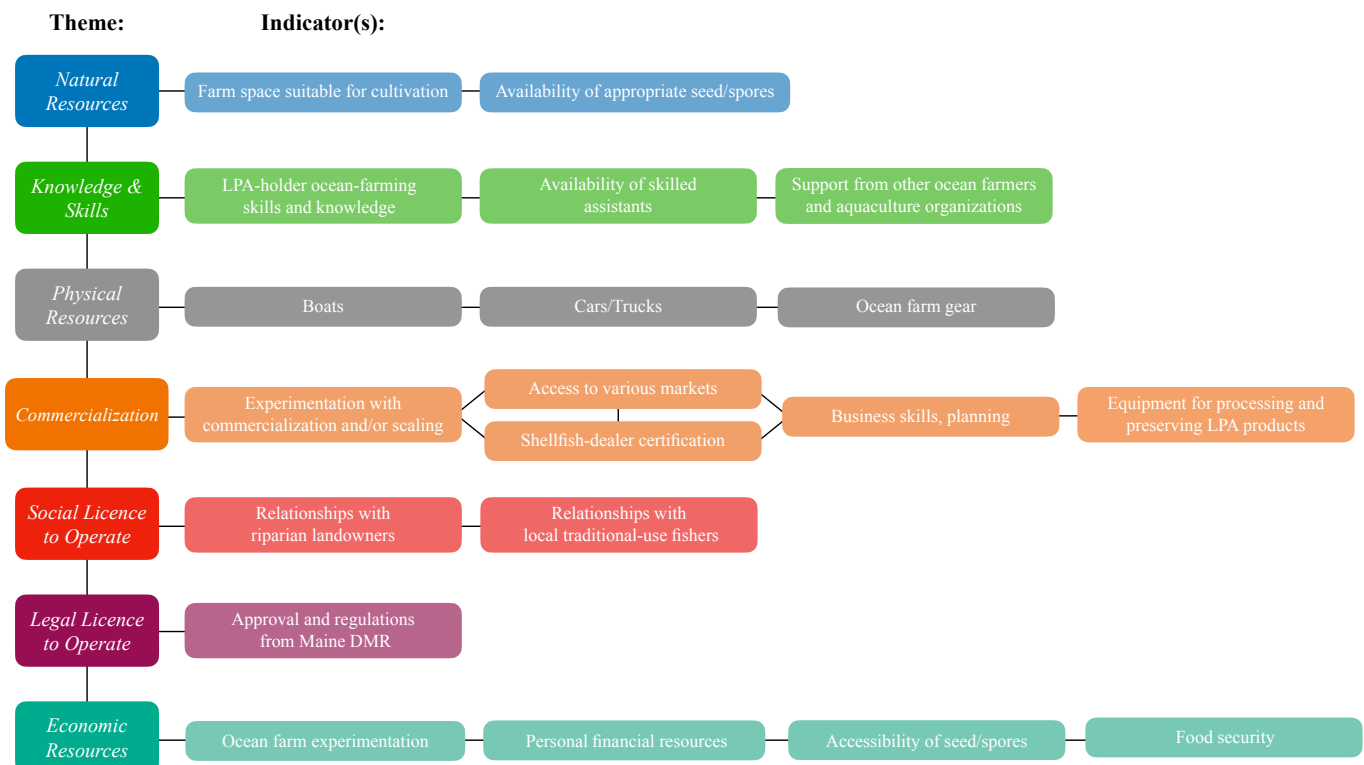 Theme:
Indicator(s):
Natural
Resources
Farm space suitable for cultivation
Availability of appropriate seed/spores
Knowledge &
Skills
LPA-holder ocean-farming
skills and knowledge
Availability of skilled
assistants
Support from other ocean farmers
and aquaculture organizations
Physical
Resources
Boats
Cars/Trucks
Ocean farm gear
Commercialization
Experimentation with
commercialization and/or scaling
Access to various markets
Shellfish-dealer certification
Business skills, planning
Equipment for processing and
preserving LPA products
Social Licence
to Operate
Relationships with
riparian landowners
Relationships with
local traditional-use fishers
Legal Licence
to Operate
Approval and regulations
from Maine DMR
Economic
Resources
Ocean farm experimentation
Personal financial resources
Accessibility of seed/spores
Food security